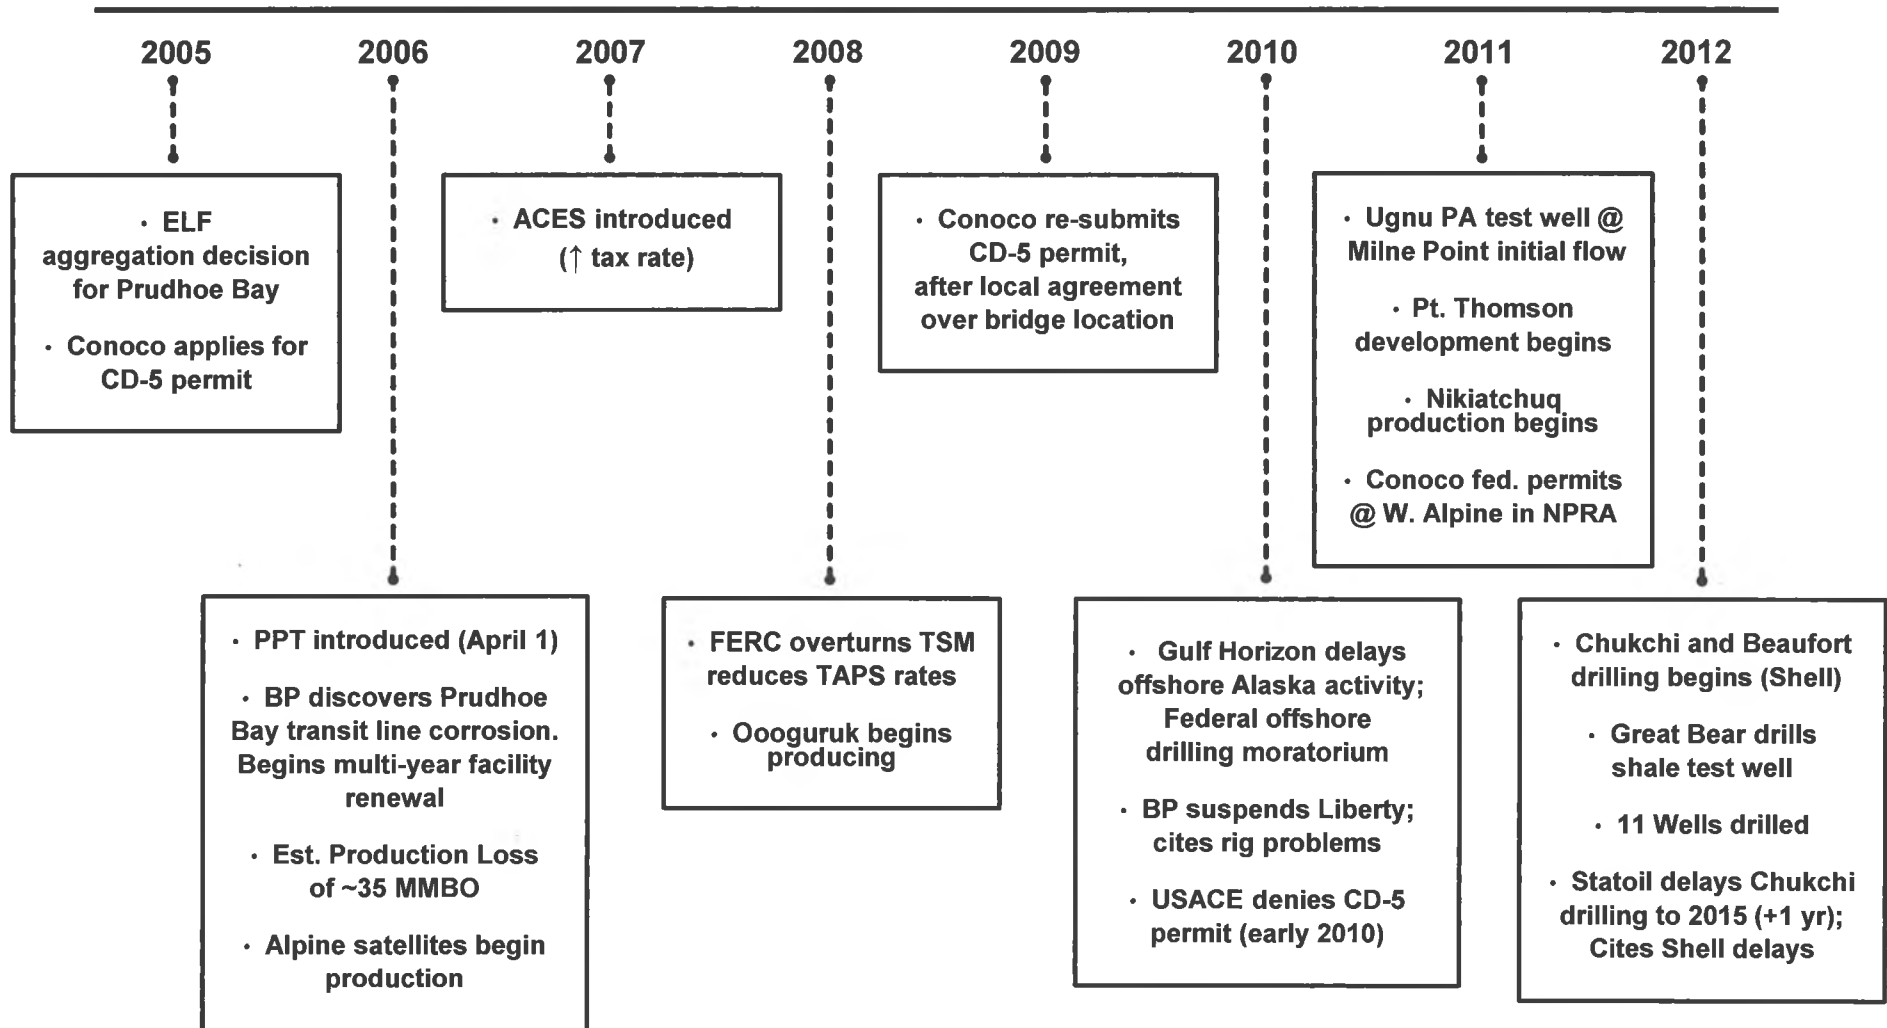 2005
2006
2007
2008
2009
2010
2011
2012
· ELF
aggregation decision
for Prudhoe Bay
· Conoco applies for
CD-5 permit
· ACES introduced
(↑ tax rate)
· Conoco re-submits
CD-5 permit,
after local agreement
over bridge location
· Ugnu PA test well @
Milne Point initial flow
· Pt. Thomson
development begins
· Nikiatchuq
production begins
· Conoco fed. permits
@ W. Alpine in NPRA
· PPT introduced (April 1)
· BP discovers Prudhoe
Bay transit line corrosion.
Begins multi-year facility
renewal
· Est. Production Loss
of ~35 MMBO
· Alpine satellites begin
production
· FERC overturns TSM
reduces TAPS rates
· Oooguruk begins
producing
· Gulf Horizon delays
offshore Alaska activity;
Federal offshore
drilling moratorium
· BP suspends Liberty;
cites rig problems
· USACE denies CD-5
permit (early 2010)
· Chukchi and Beaufort
drilling begins (Shell)
· Great Bear drills
shale test well
· 11 Wells drilled
· Statoil delays Chukchi
drilling to 2015 (+1 yr);
Cites Shell delays